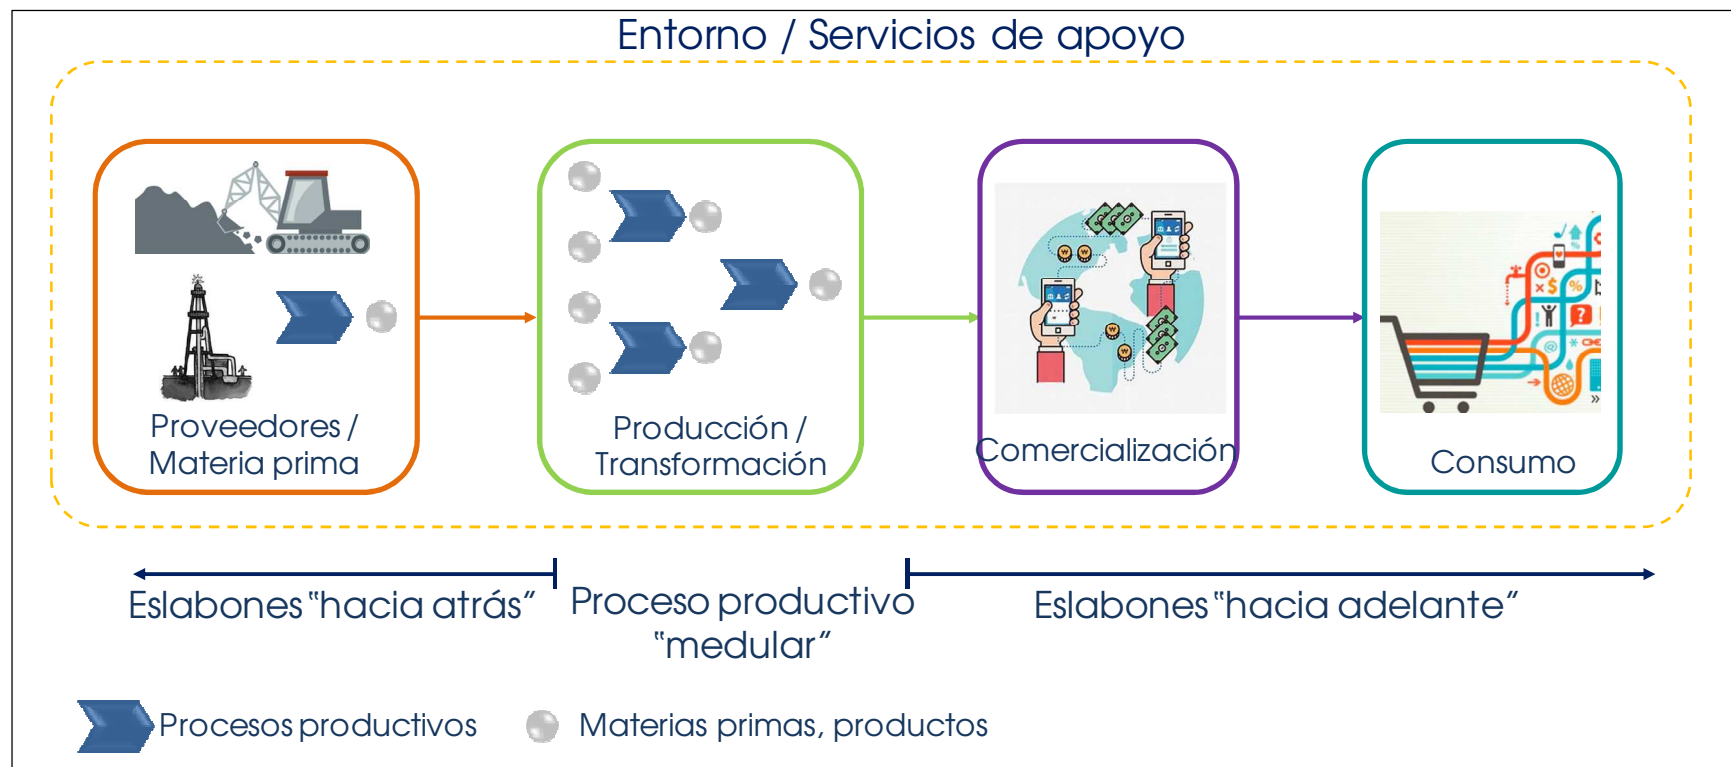 Entorno / Servicios de apoyo
Proveedores /
Materia prima
Producción /
Transformación
Comercialización
Consumo
Eslabones “hacia atrás”
Proceso productivo
“medular”
Eslabones “hacia adelante”
Procesos productivos
Materias primas, productos